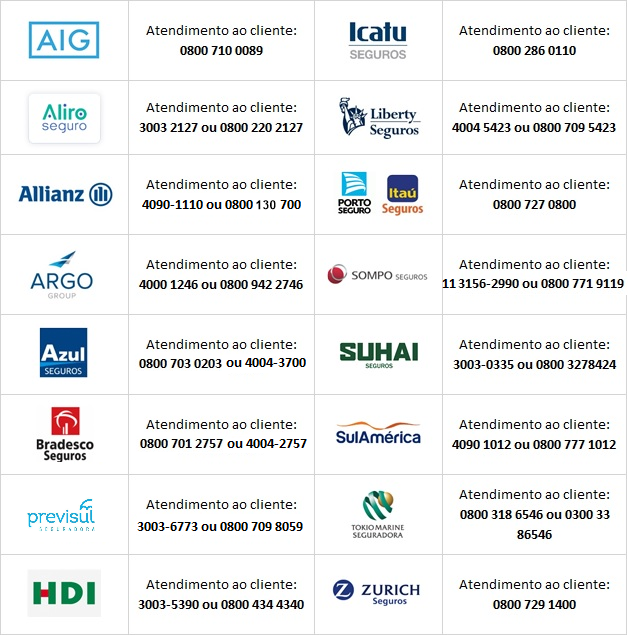 AIG
Atendimento ao cliente:
0800 710 0089
Icatu
SEGUROS
Atendimento ao cliente:
0800 286 0110
Aliro
seguro
Atendimento ao cliente:
3003 2127 ou 0800 220 2127
Liberty
Seguros
Atendimento ao cliente:
4004 5423 ou 0800 709 5423
Allianz
Atendimento ao cliente:
4090-1110 ou 0800 130 700
PORTO
SEGURO
Itaú
Seguros
Atendimento ao cliente:
0800 727 0800
ARGO
GROUP
Atendimento ao cliente:
4000 1246 ou 0800 942 2746
SOMPO SEGUROS
Atendimento ao cliente:
11 3156-2990 ou 0800 771 9119
Azul
SEGUROS
Atendimento ao cliente:
0800 703 0203 ou 4004-3700
SUHAI
SEGUROS
Atendimento ao cliente:
3003-0335 ou 0800 3278424
Bradesco
Seguros
Atendimento ao cliente:
0800 701 2757 ou 4004-2757
SulAmérica
Atendimento ao cliente:
4090 1012 ou 0800 777 1012
previsul
SEGURADORA
Atendimento ao cliente:
3003-6773 ou 0800 709 8059
TOKIO MARINE
SEGURADORA
Atendimento ao cliente:
0800 318 6546 ou 0300 33
86546
HDI
Atendimento ao cliente:
3003-5390 ou 0800 434 4340
ZURICH
Seguros
Atendimento ao cliente:
0800 729 1400